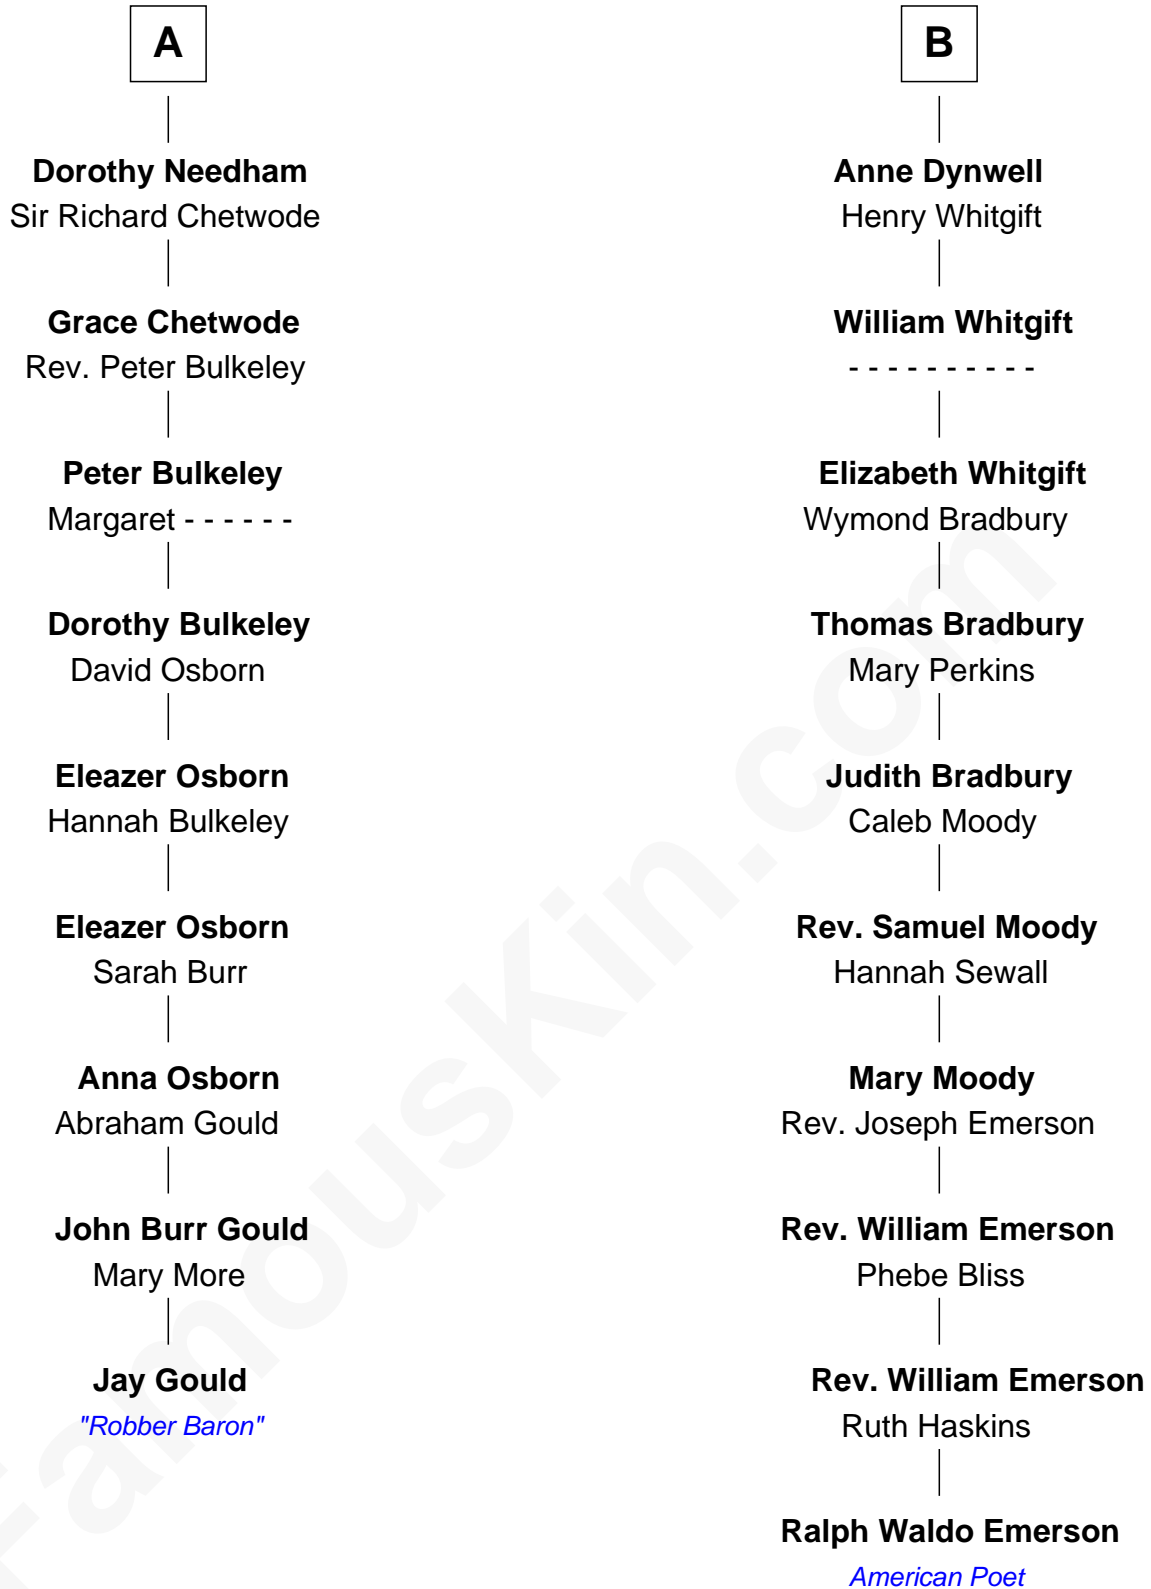 A
Dorothy Needham
Sir Richard Chetwode
Grace Chetwode
Rev. Peter Bulkeley
Peter Bulkeley
Margaret - - - - - -
Dorothy Bulkeley
David Osborn
Eleazer Osborn
Hannah Bulkeley
Eleazer Osborn
Sarah Burr
Anna Osborn
Abraham Gould
John Burr Gould
Mary More
Jay Gould
"Robber Baron"
B
Anne Dynwell
Henry Whitgift
William Whitgift
- - - - - - - - - -
Elizabeth Whitgift
Wymond Bradbury
Thomas Bradbury
Mary Perkins
Judith Bradbury
Caleb Moody
Rev. Samuel Moody
Hannah Sewall
Mary Moody
Rev. Joseph Emerson
Rev. William Emerson
Phebe Bliss
Rev. William Emerson
Ruth Haskins
Ralph Waldo Emerson
American Poet
FamousKin.com